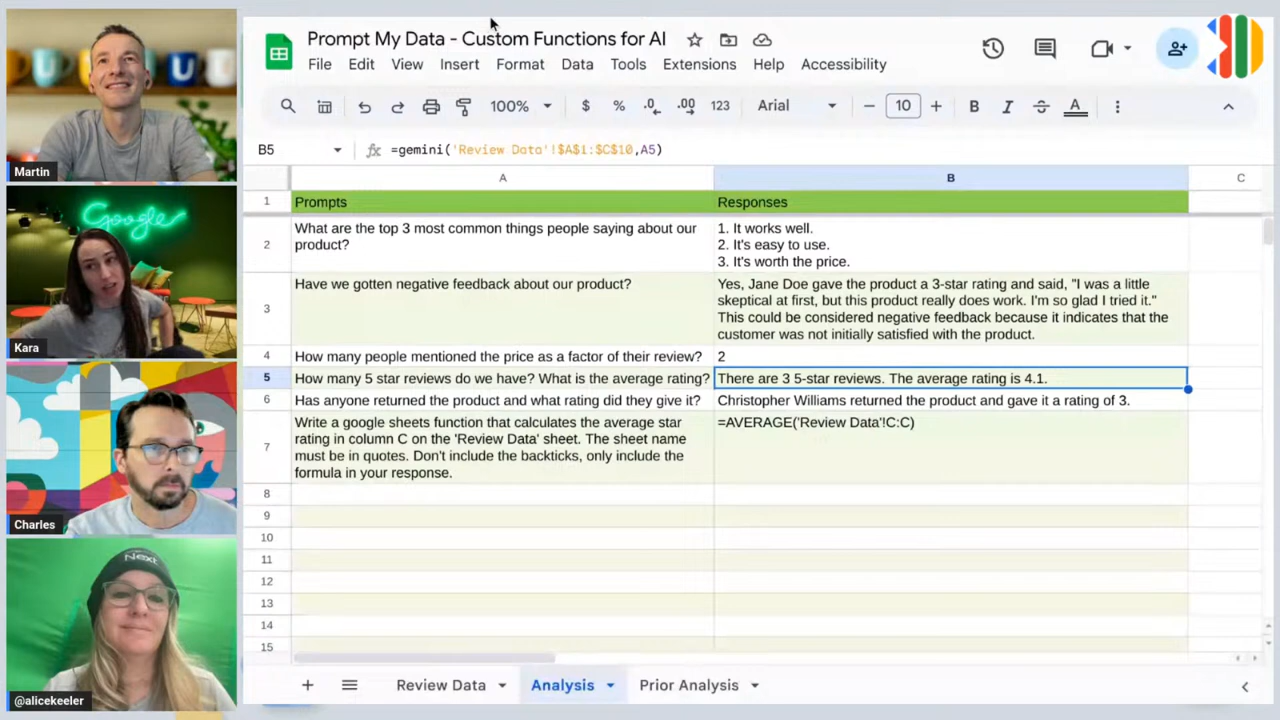 Martin
Google
Kara
Charles
Next
@alicekeeler
Prompt My Data - Custom Functions for AI
File Edit View Insert Format Data Tools Extensions Help Accessibility
100% $ % .0 .00 123 Arial 10 B I S A
B5 fx =gemini('Review Data'!$A$1:$C$10,A5)
A B C
1 Prompts Responses
2 What are the top 3 most common things people saying about our
product?
1. It works well.
2. It's easy to use.
3. It's worth the price.
3 Have we gotten negative feedback about our product?
Yes, Jane Doe gave the product a 3-star rating and said, "I was a little
skeptical at first, but this product really does work. I'm so glad I tried it."
This could be considered negative feedback because it indicates that the
customer was not initially satisfied with the product.
4 How many people mentioned the price as a factor of their review? 2
5 How many 5 star reviews do we have? What is the average rating? There are 3 5-star reviews. The average rating is 4.1.
6 Has anyone returned the product and what rating did they give it? Christopher Williams returned the product and gave it a rating of 3.
7 Write a google sheets function that calculates the average star
rating in column C on the 'Review Data' sheet. The sheet name
must be in quotes. Don't include the backticks, only include the
formula in your response.
=AVERAGE('Review Data'!C:C)
8
9
10
11
12
13
14
15
Review Data Analysis Prior Analysis